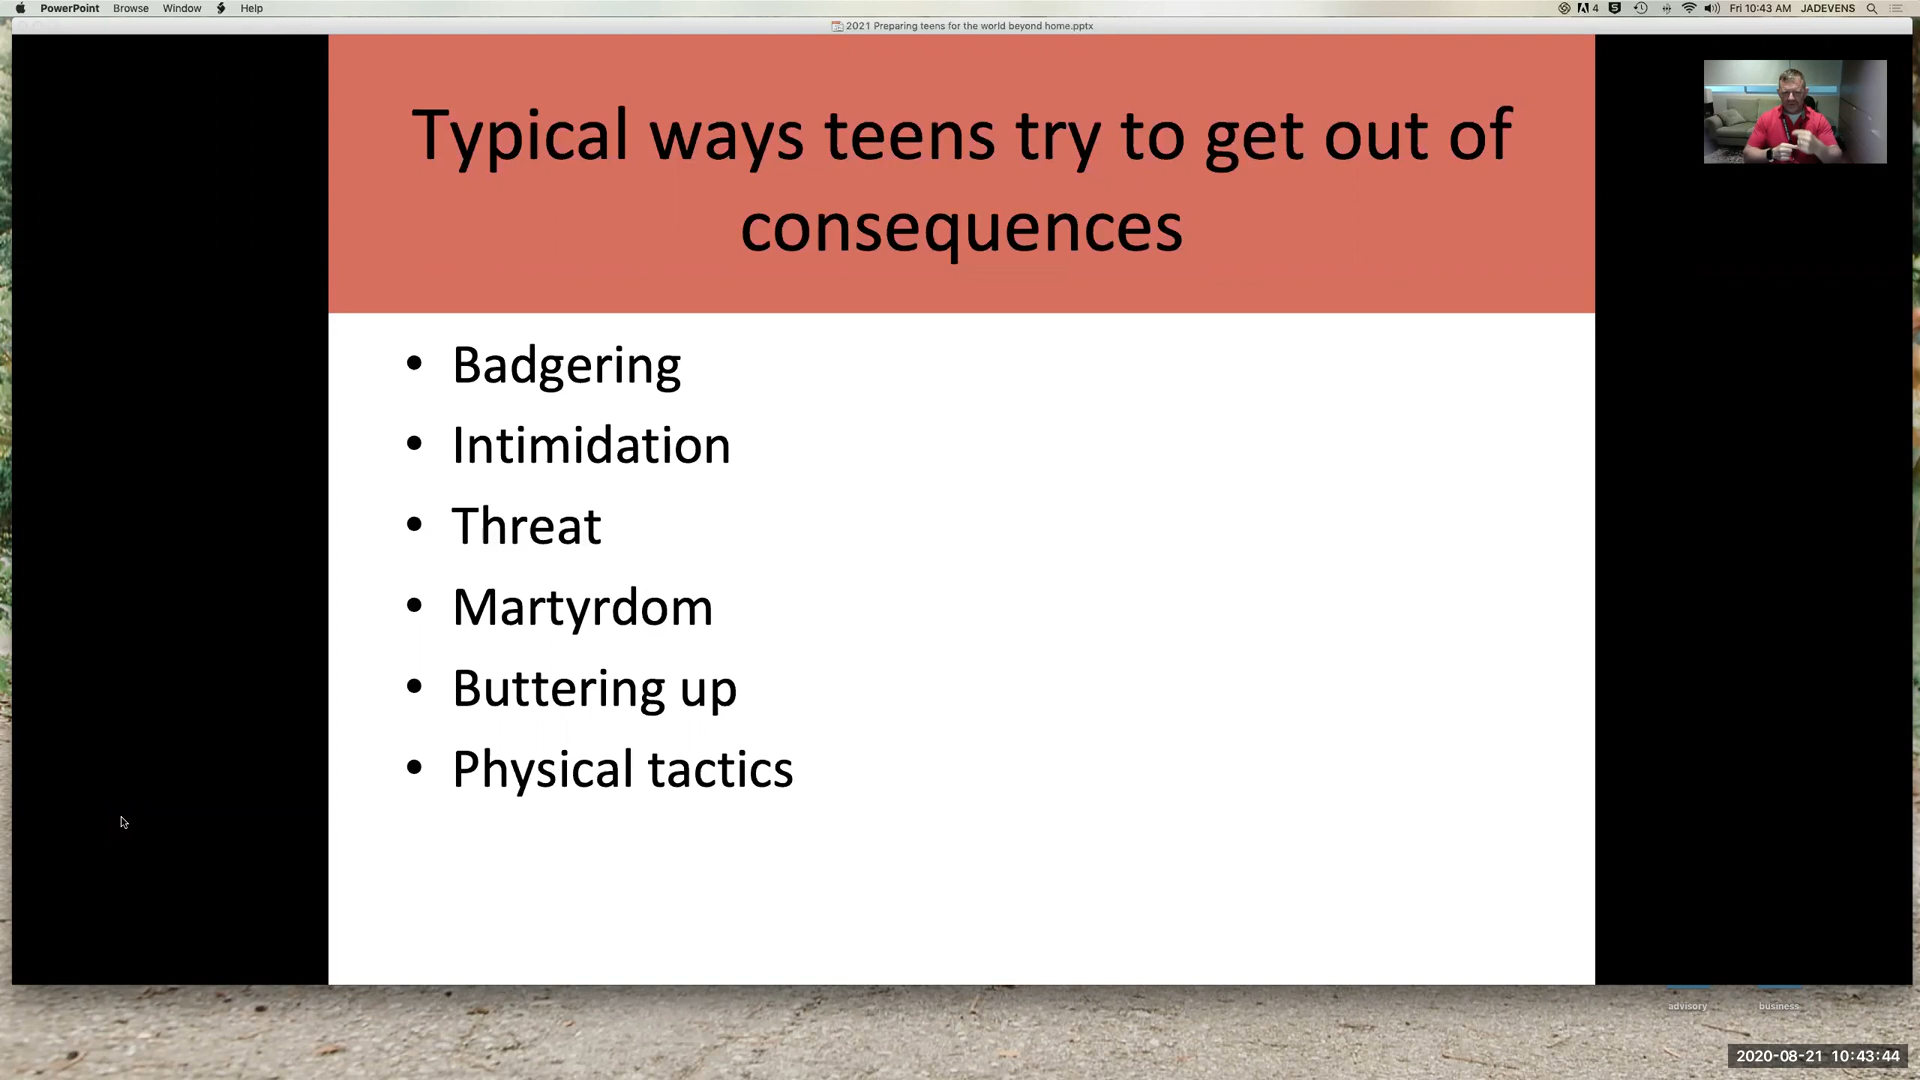 PowerPoint Browse Window Help
4 Fri 10:43 AM JADEVENS
2021 Preparing teens for the world beyond home.pptx
Typical ways teens try to get out of
consequences
• Badgering
• Intimidation
• Threat
• Martyrdom
• Buttering up
• Physical tactics
advisory business
2020-08-21 10:43:44